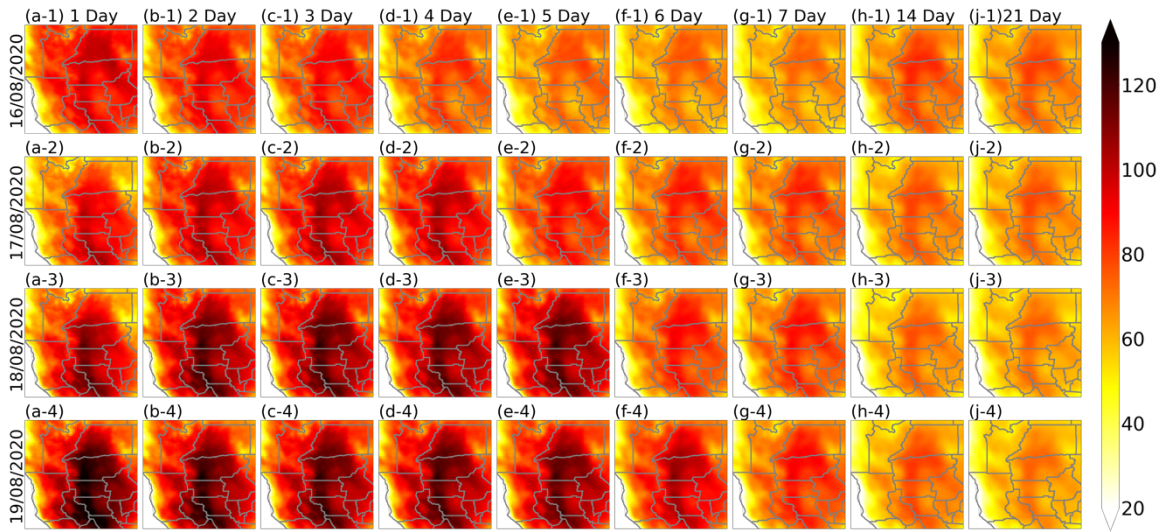 (a-1) 1 Day (b-1) 2 Day (c-1) 3 Day (d-1) 4 Day (e-1) 5 Day (f-1) 6 Day (g-1) 7 Day (h-1) 14 Day (j-1)21 Day
16/08/2020
(a-2) (b-2) (c-2) (d-2) (e-2) (f-2) (g-2) (h-2) (j-2)
17/08/2020
(a-3) (b-3) (c-3) (d-3) (e-3) (f-3) (g-3) (h-3) (j-3)
18/08/2020
(a-4) (b-4) (c-4) (d-4) (e-4) (f-4) (g-4) (h-4) (j-4)
19/08/2020
120
100
80
60
40
20